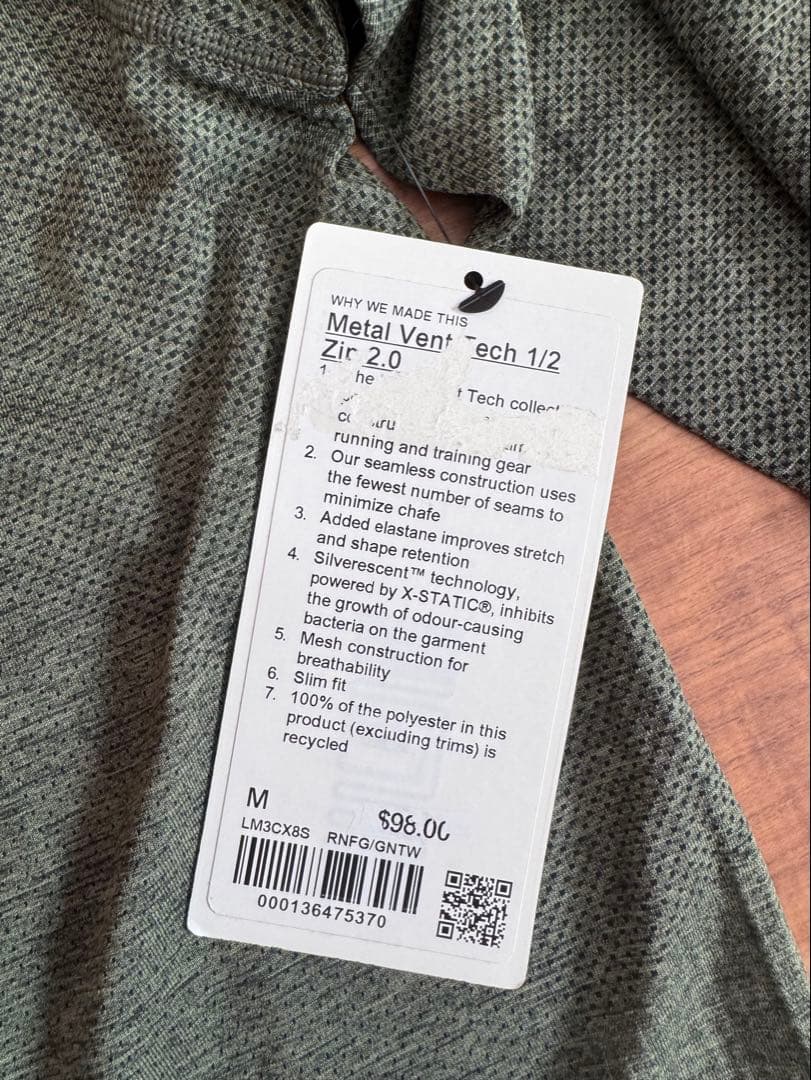 WHY WE MADE THIS
Metal Vent Tech 1/2
Zip 2.0
1.
Tech
running and training gear
2. Our seamless construction uses
the fewest number of seams to
minimize chafe
3. Added elastane improves stretch
and shape retention
4. Silverescent™ technology,
powered by X-STATIC®, inhibits
the growth of odour-causing
bacteria on the garment
5. Mesh construction for
breathability
6. Slim fit
7. 100% of the polyester in this
product (excluding trims) is
recycled
M
$98.00
LM3CX8S RNFG/GNTW
000136475370